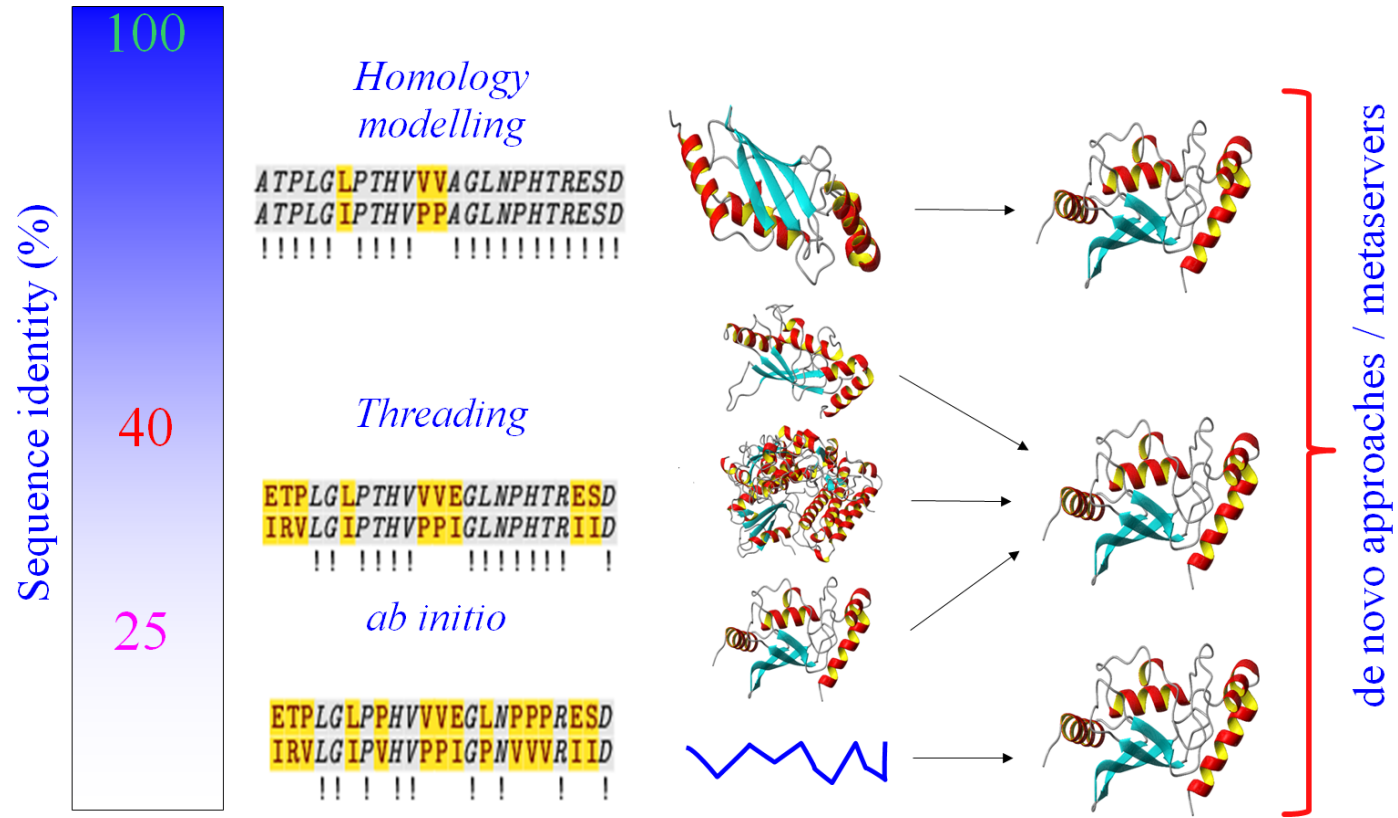 Sequence identity (%)
100
40
25
Homology
modelling
ATPLGLPTHVVVAGLNPHTRESD
ATPLGIPTHVPPAGLNPHTRESD
!!!!! !!!! !!!!!!!!!!!
Threading
ETPLGLPTHVVVEGLNPHTRESD
IRVLGIPTHVPPIGLNPHTRIID
!! !!!! !!!!!!! !
ab initio
ETPLGLPPHVVVEGLNPPPRESD
IRVLGIPVHVPPIGPNVVVRIID
!! ! !! ! ! ! !
de novo approaches / metaservers